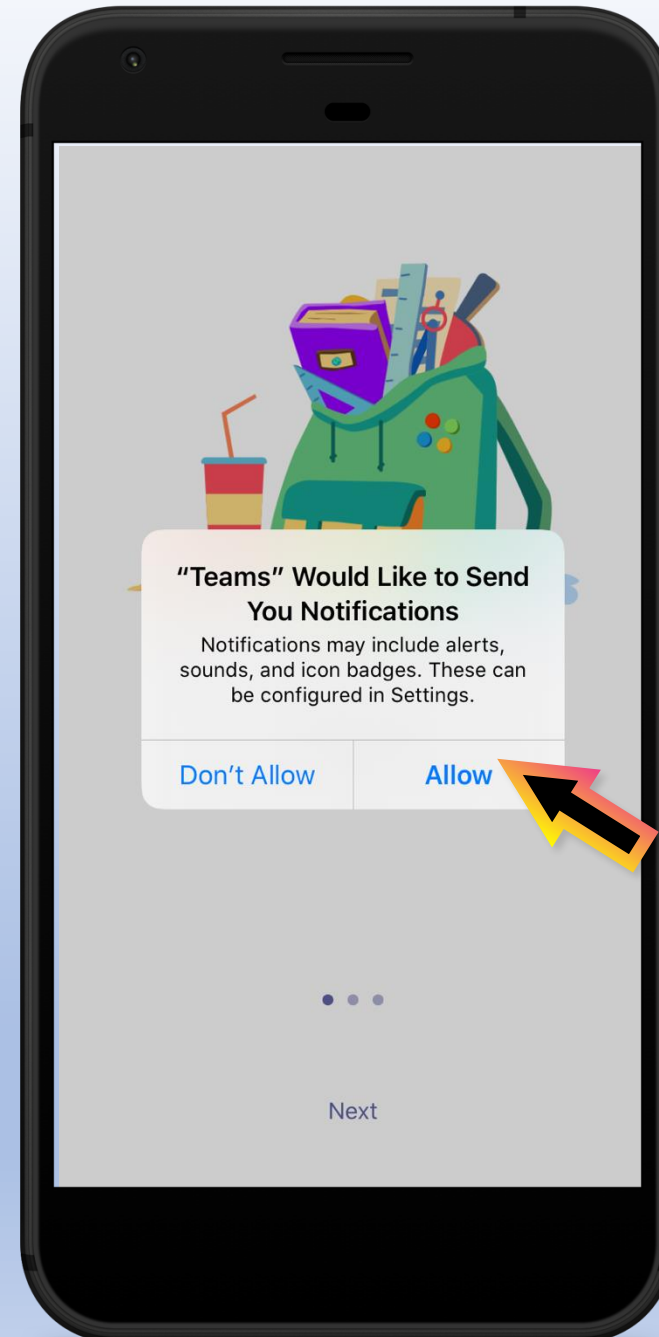 “Teams” Would Like to Send
You Notifications
Notifications may include alerts,
sounds, and icon badges. These can
be configured in Settings.
Don’t Allow
Allow
Next